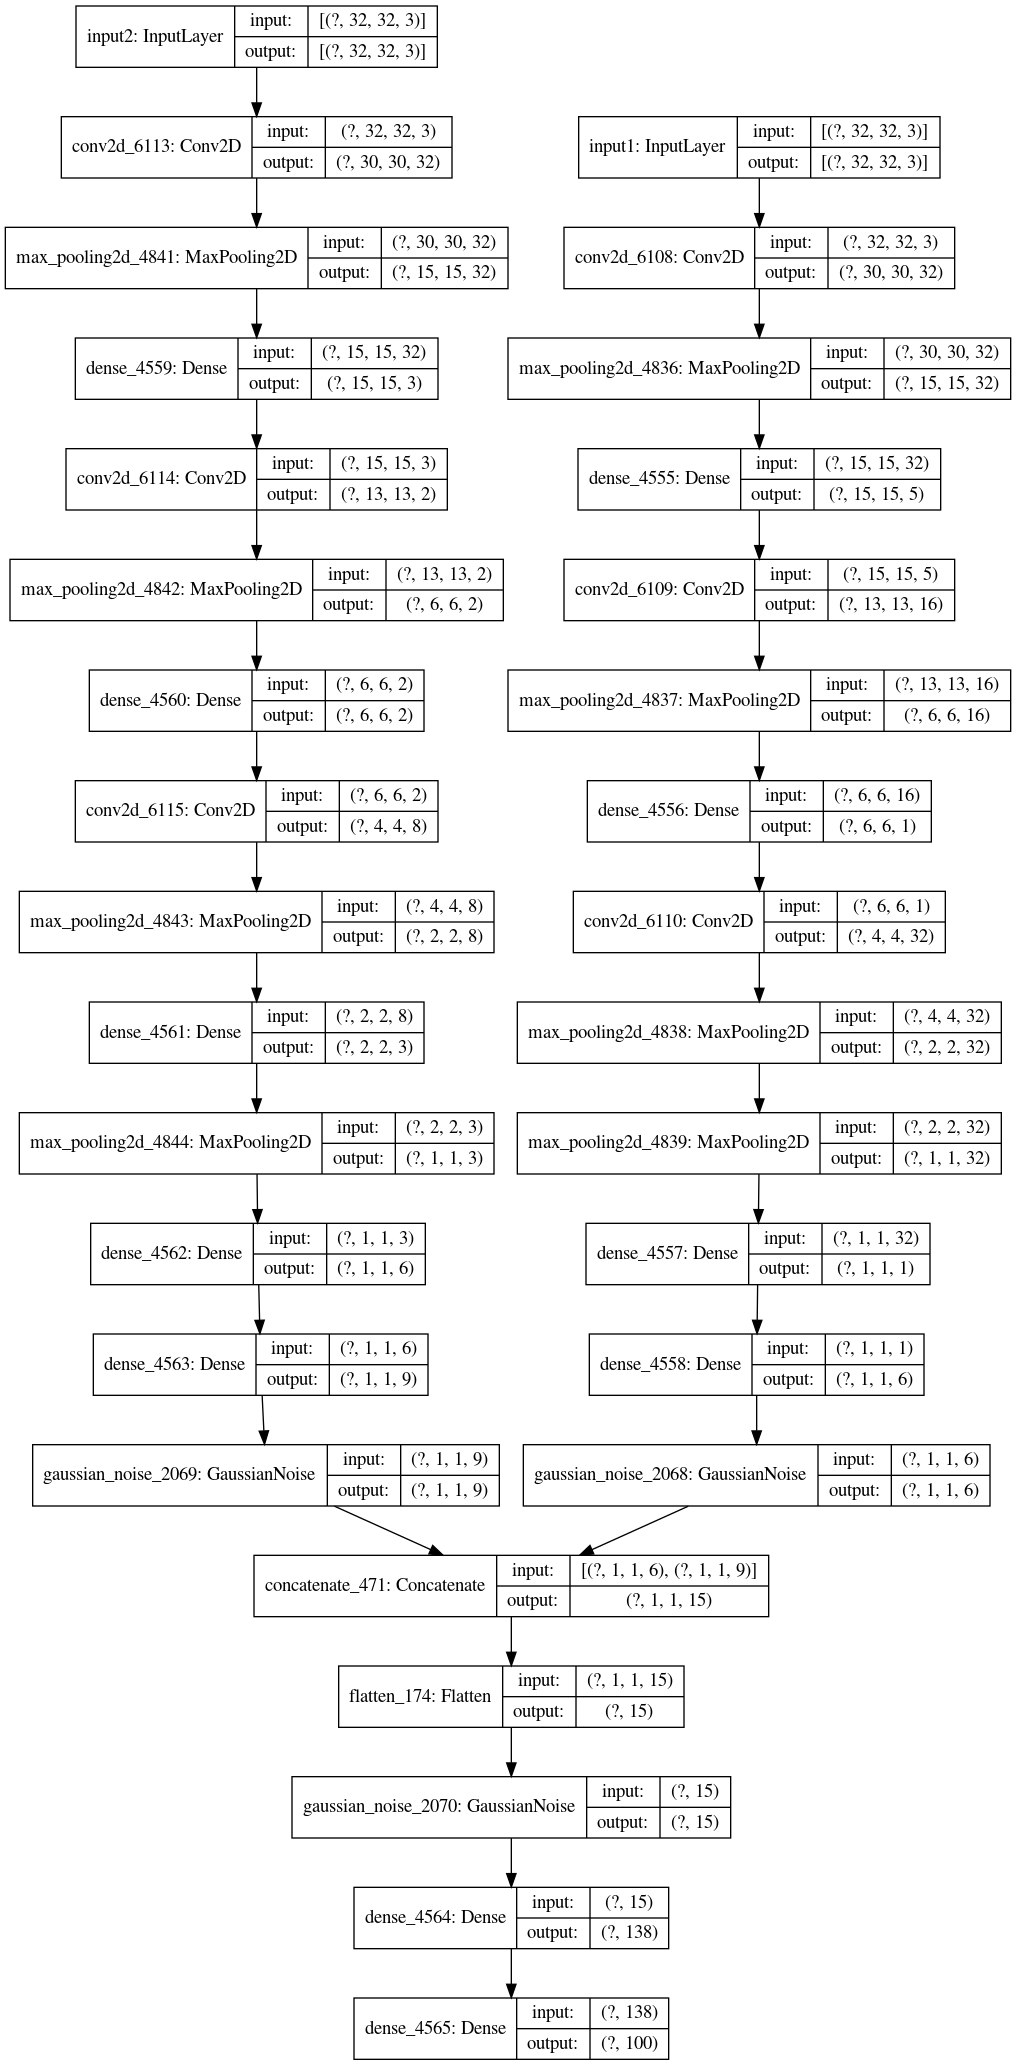 input2: InputLayer
input: [(?, 32, 32, 3)]
output: [(?, 32, 32, 3)]
conv2d_6113: Conv2D
input: (?, 32, 32, 3)
output: (?, 30, 30, 32)
max_pooling2d_4841: MaxPooling2D
input: (?, 30, 30, 32)
output: (?, 15, 15, 32)
dense_4559: Dense
input: (?, 15, 15, 32)
output: (?, 15, 15, 3)
conv2d_6114: Conv2D
input: (?, 15, 15, 3)
output: (?, 13, 13, 2)
max_pooling2d_4842: MaxPooling2D
input: (?, 13, 13, 2)
output: (?, 6, 6, 2)
dense_4560: Dense
input: (?, 6, 6, 2)
output: (?, 6, 6, 2)
conv2d_6115: Conv2D
input: (?, 6, 6, 2)
output: (?, 4, 4, 8)
max_pooling2d_4843: MaxPooling2D
input: (?, 4, 4, 8)
output: (?, 2, 2, 8)
dense_4561: Dense
input: (?, 2, 2, 8)
output: (?, 2, 2, 3)
max_pooling2d_4844: MaxPooling2D
input: (?, 2, 2, 3)
output: (?, 1, 1, 3)
dense_4562: Dense
input: (?, 1, 1, 3)
output: (?, 1, 1, 6)
dense_4563: Dense
input: (?, 1, 1, 6)
output: (?, 1, 1, 9)
gaussian_noise_2069: GaussianNoise
input: (?, 1, 1, 9)
output: (?, 1, 1, 9)
input1: InputLayer
input: [(?, 32, 32, 3)]
output: [(?, 32, 32, 3)]
conv2d_6108: Conv2D
input: (?, 32, 32, 3)
output: (?, 30, 30, 32)
max_pooling2d_4836: MaxPooling2D
input: (?, 30, 30, 32)
output: (?, 15, 15, 32)
dense_4555: Dense
input: (?, 15, 15, 32)
output: (?, 15, 15, 5)
conv2d_6109: Conv2D
input: (?, 15, 15, 5)
output: (?, 13, 13, 16)
max_pooling2d_4837: MaxPooling2D
input: (?, 13, 13, 16)
output: (?, 6, 6, 16)
dense_4556: Dense
input: (?, 6, 6, 16)
output: (?, 6, 6, 1)
conv2d_6110: Conv2D
input: (?, 6, 6, 1)
output: (?, 4, 4, 32)
max_pooling2d_4838: MaxPooling2D
input: (?, 4, 4, 32)
output: (?, 2, 2, 32)
max_pooling2d_4839: MaxPooling2D
input: (?, 2, 2, 32)
output: (?, 1, 1, 32)
dense_4557: Dense
input: (?, 1, 1, 32)
output: (?, 1, 1, 1)
dense_4558: Dense
input: (?, 1, 1, 1)
output: (?, 1, 1, 6)
gaussian_noise_2068: GaussianNoise
input: (?, 1, 1, 6)
output: (?, 1, 1, 6)
concatenate_471: Concatenate
input: [(?, 1, 1, 6), (?, 1, 1, 9)]
output: (?, 1, 1, 15)
flatten_174: Flatten
input: (?, 1, 1, 15)
output: (?, 15)
gaussian_noise_2070: GaussianNoise
input: (?, 15)
output: (?, 15)
dense_4564: Dense
input: (?, 15)
output: (?, 138)
dense_4565: Dense
input: (?, 138)
output: (?, 100)